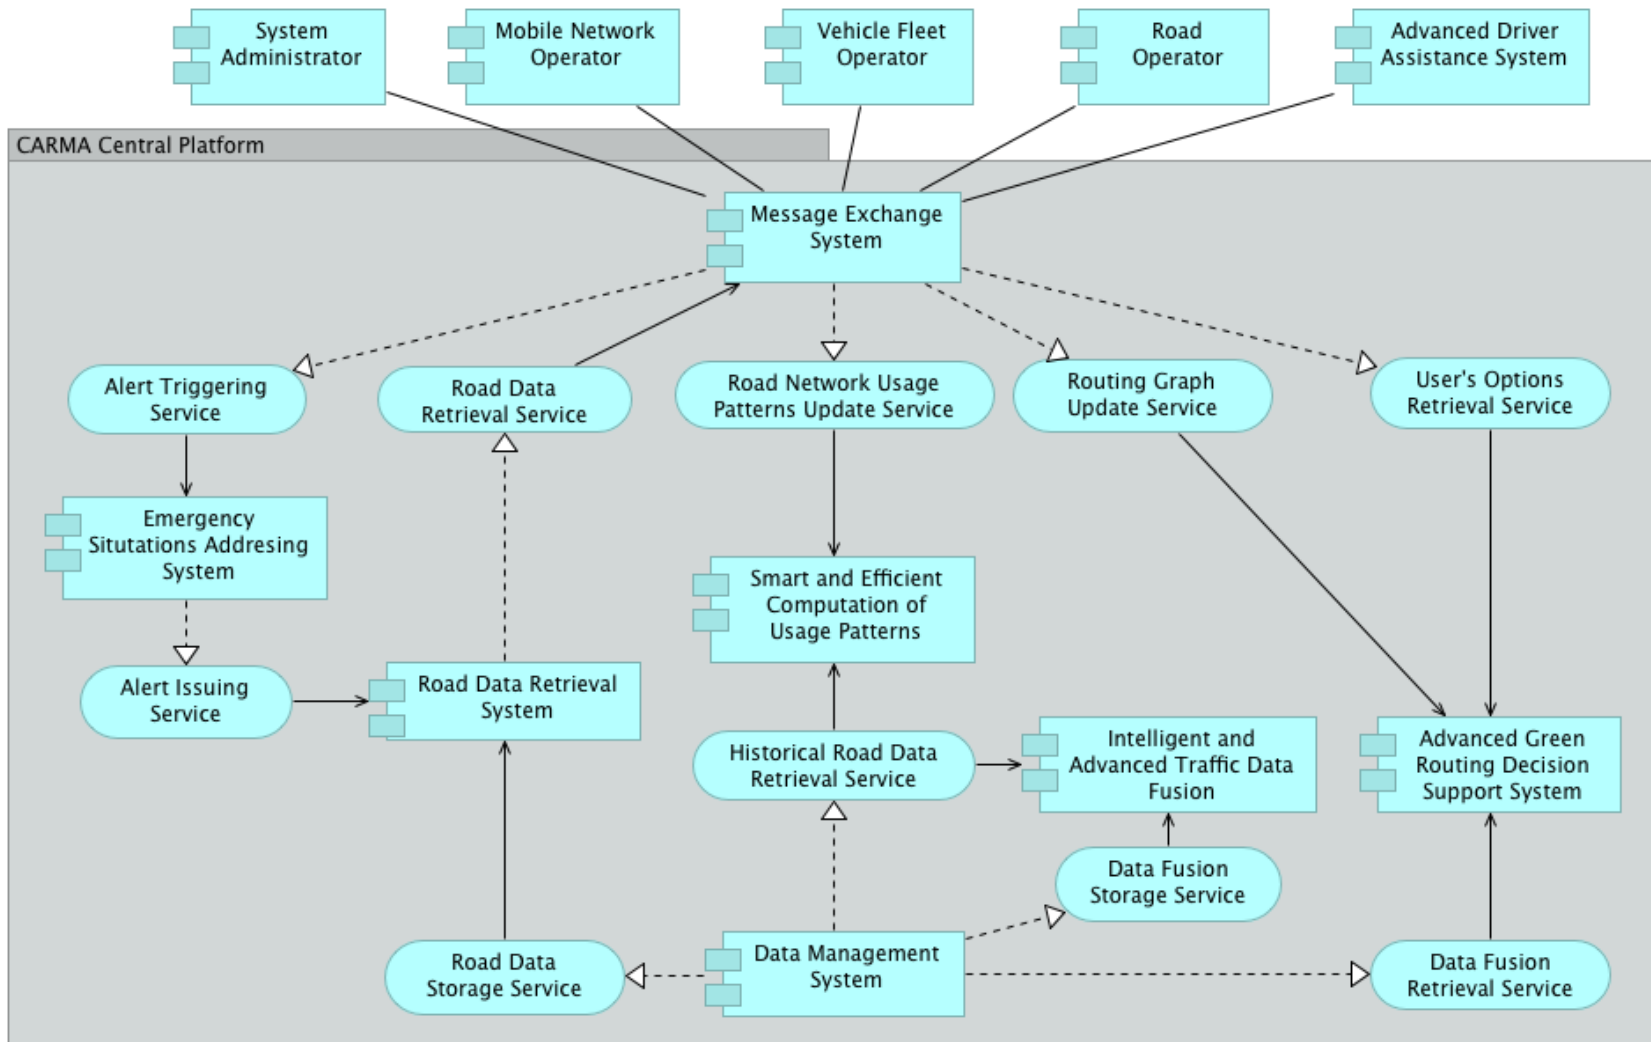 System
Administrator
Mobile Network
Operator
Vehicle Fleet
Operator
Road
Operator
Advanced Driver
Assistance System
CARMA Central Platform
Message Exchange
System
Alert Triggering
Service
Road Data
Retrieval Service
Road Network Usage
Patterns Update Service
Routing Graph
Update Service
User's Options
Retrieval Service
Emergency
Situtations Addresing
System
Smart and Efficient
Computation of
Usage Patterns
Alert Issuing
Service
Road Data Retrieval
System
Historical Road Data
Retrieval Service
Intelligent and
Advanced Traffic Data
Fusion
Advanced Green
Routing Decision
Support System
Data Fusion
Storage Service
Road Data
Storage Service
Data Management
System
Data Fusion
Retrieval Service